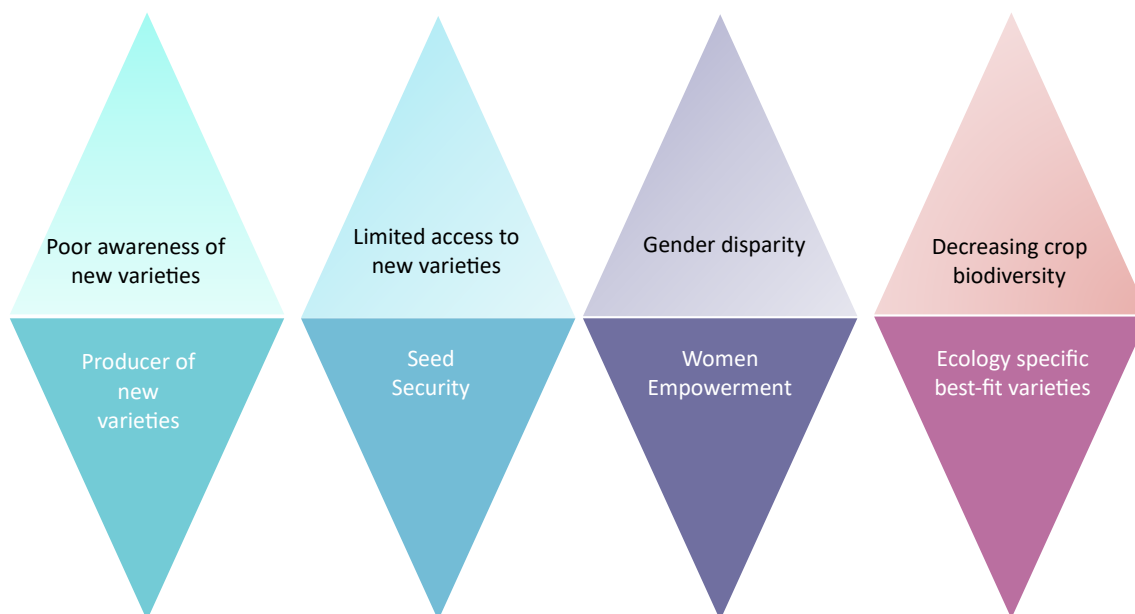 Poor awareness of
new varieties
Limited access to
new varieties
Gender disparity
Decreasing crop
biodiversity
Producer of
new
varieties
Seed
Security
Women
Empowerment
Ecology specific
best-fit varieties